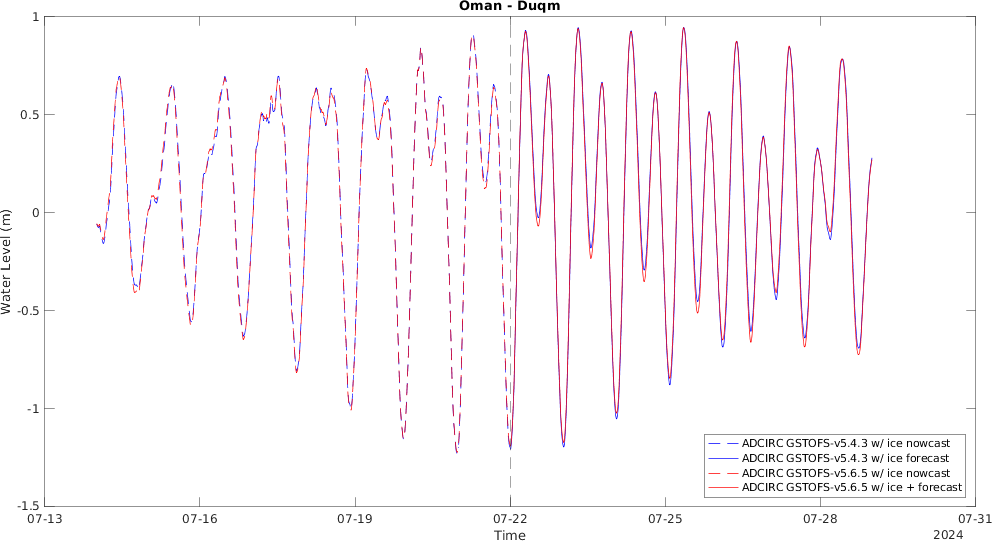 Oman - Duqm
1
0.5
0
-0.5
-1
-1.5
Water Level (m)
07-13
07-16
07-19
07-22
07-25
07-28
07-31
Time
2024
ADCIRC GSTOFS-v5.4.3 w/ ice nowcast
ADCIRC GSTOFS-v5.4.3 w/ ice forecast
ADCIRC GSTOFS-v5.6.5 w/ ice nowcast
ADCIRC GSTOFS-v5.6.5 w/ ice + forecast